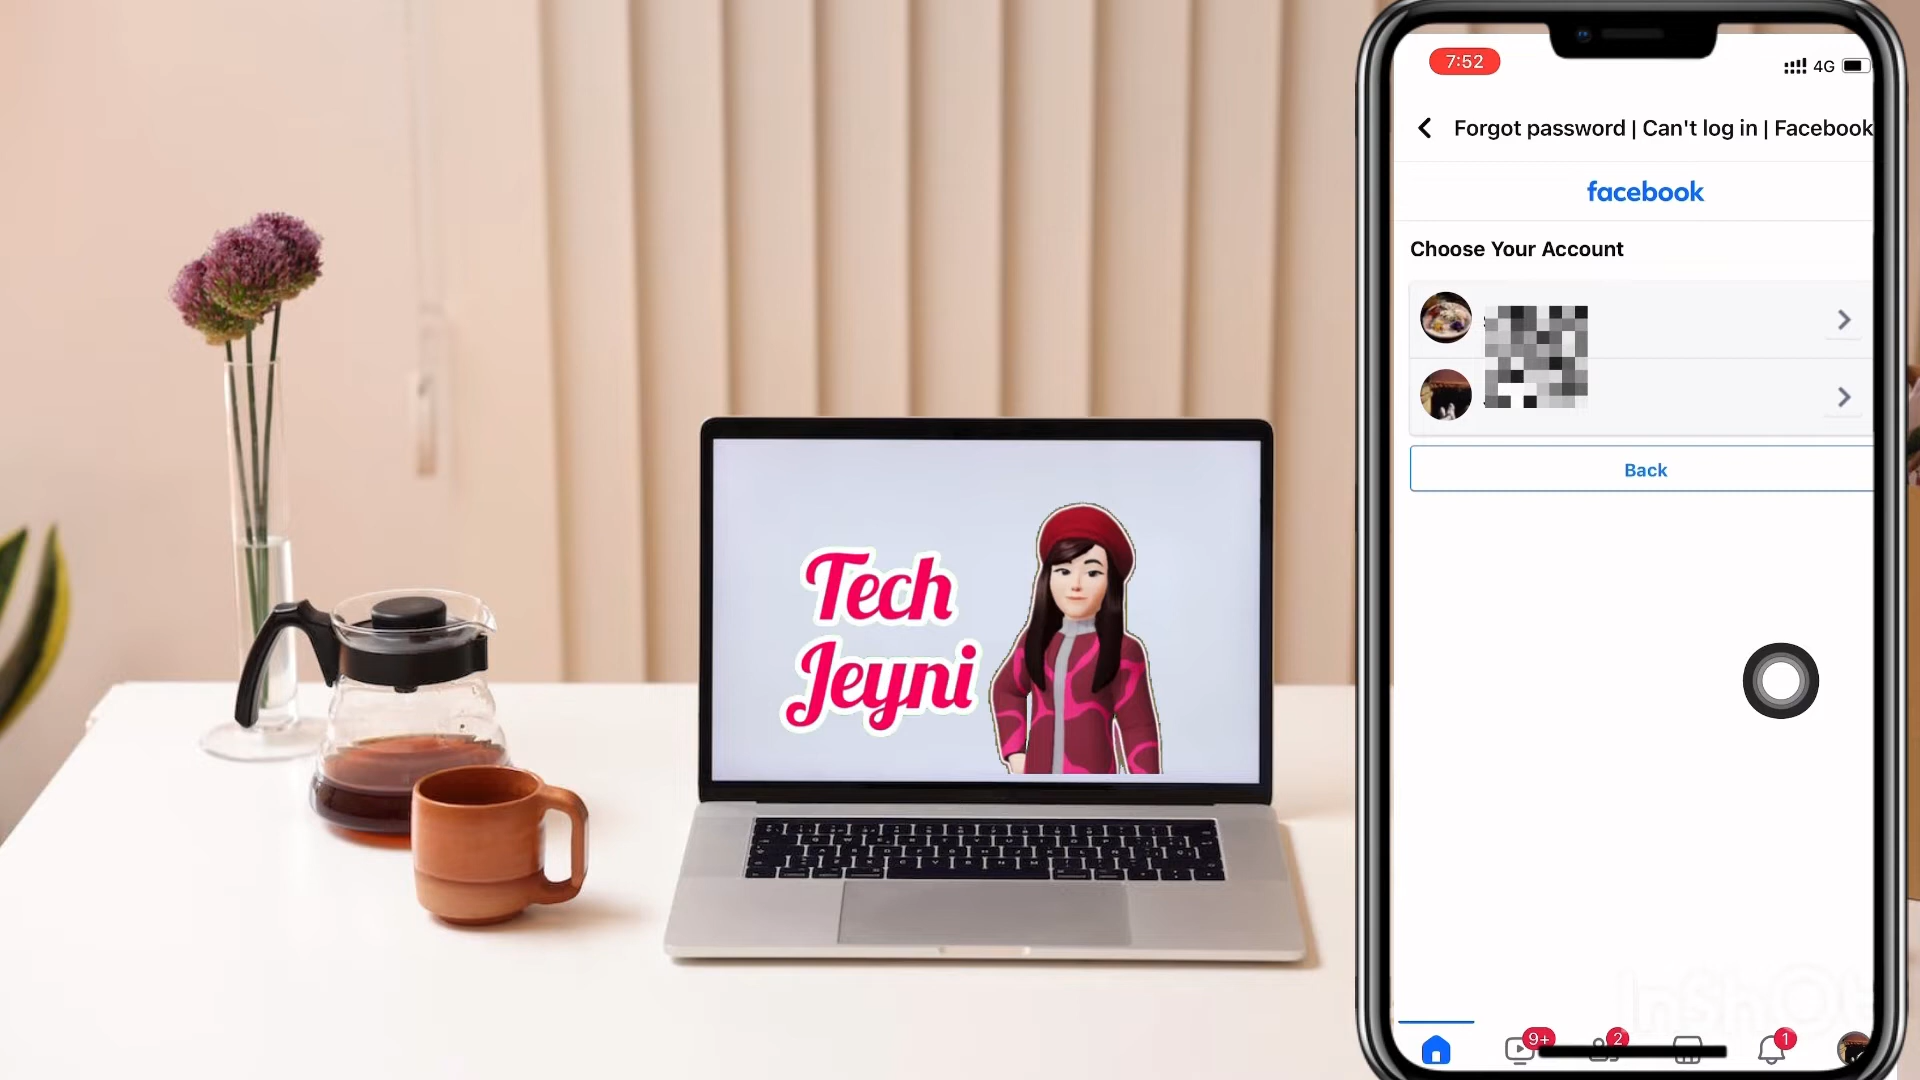 Tech
Jeyni
7:52
4G
Forgot password | Can't log in | Facebook
facebook
Choose Your Account
Back
InShOt
9+
2
1